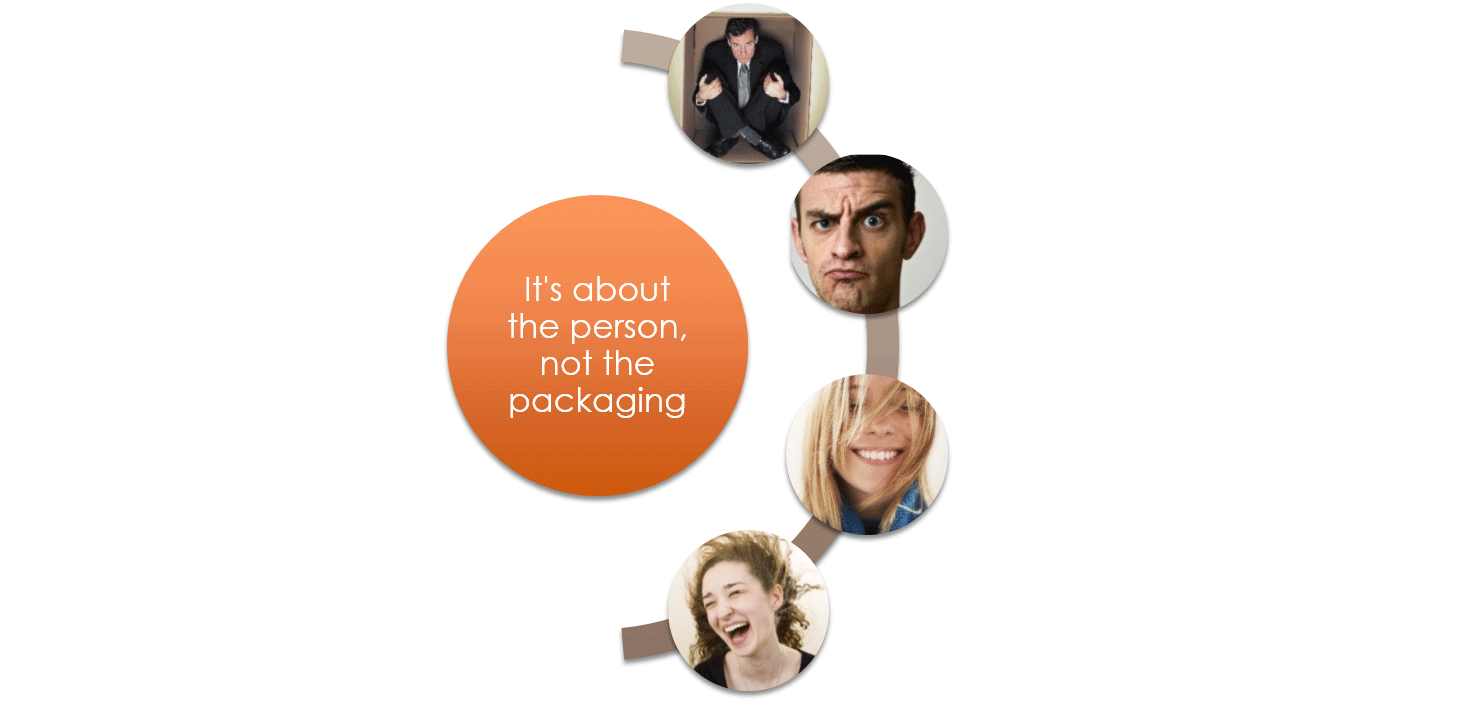 It's about
the person,
not the
packaging